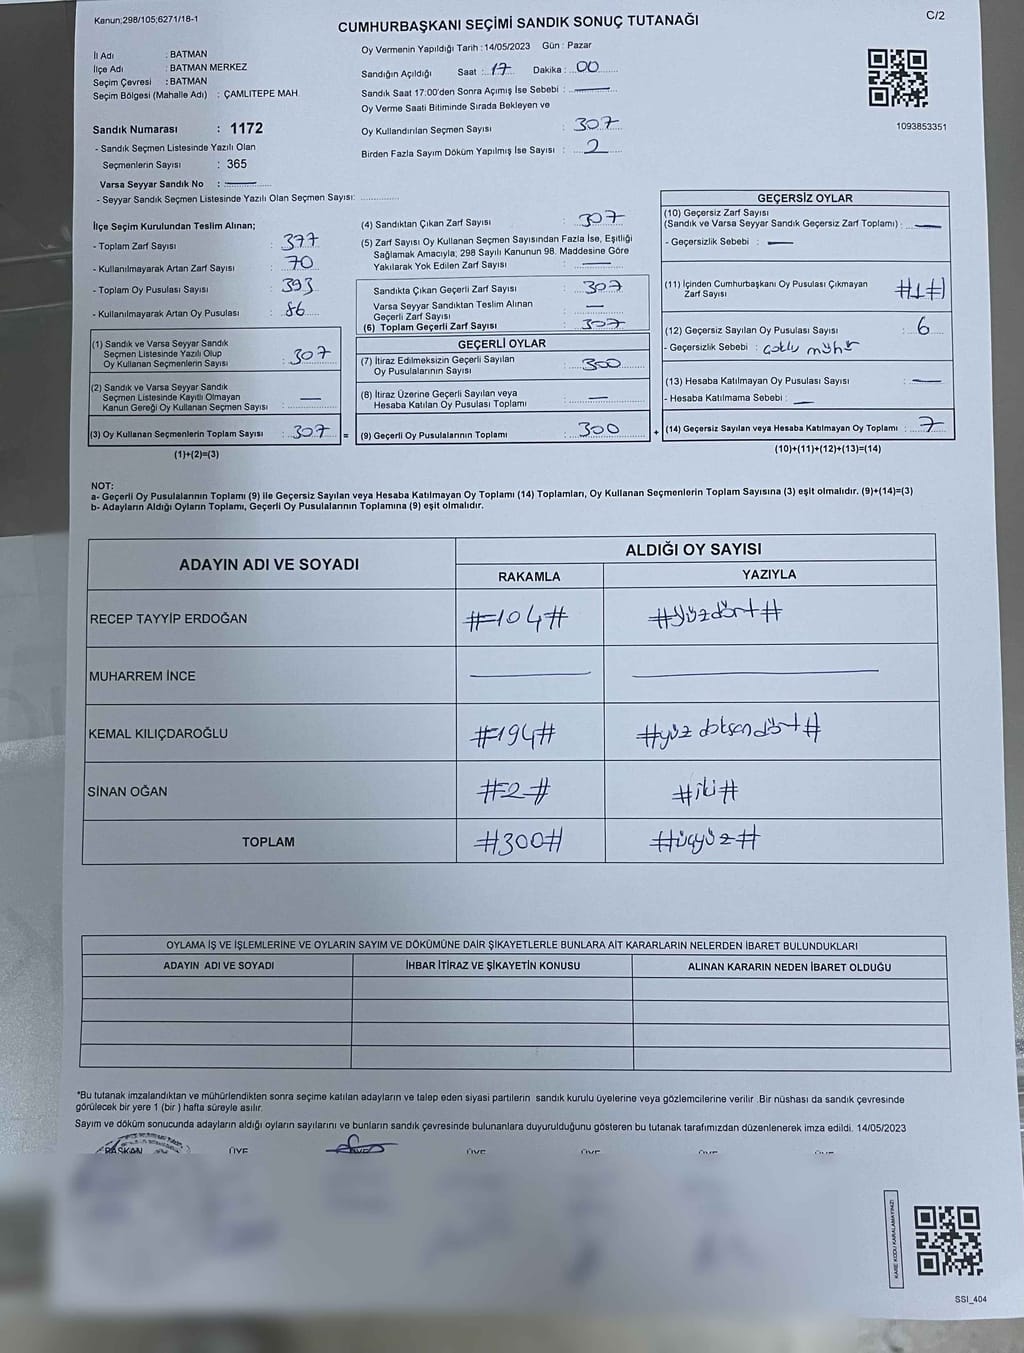 Kanun;298/105;6271/18-1
C/2
CUMHURBAŞKANI SEÇİMİ SANDIK SONUÇ TUTANAĞI
İl Adı : BATMAN
İlçe Adı : BATMAN MERKEZ
Seçim Çevresi : BATMAN
Seçim Bölgesi (Mahalle Adı) : ÇAMLITEPE MAH.
Sandık Numarası : 1172
- Sandık Seçmen Listesinde Yazılı Olan
Seçmenlerin Sayısı : 365
Varsa Seyyar Sandık No :
- Seyyar Sandık Seçmen Listesinde Yazılı Olan Seçmen Sayısı:
Oy Vermenin Yapıldığı Tarih : 14/05/2023 Gün : Pazar
Sandığın Açıldığı Saat : 17 Dakika : 00
Sandık Saat 17:00'den Sonra Açımış İse Sebebi :
Oy Verme Saati Bitiminde Sırada Bekleyen ve
Oy Kullandırılan Seçmen Sayısı : 307
Birden Fazla Sayım Döküm Yapılmış İse Sayısı : 2
1093853351
İlçe Seçim Kurulundan Teslim Alınan;
- Toplam Zarf Sayısı : 377
- Kullanılmayarak Artan Zarf Sayısı : 70
- Toplam Oy Pusulası Sayısı : 393
- Kullanılmayarak Artan Oy Pusulası : 86
(1) Sandık ve Varsa Seyyar Sandık
Seçmen Listesinde Yazılı Olup
Oy Kullanan Seçmenlerin Sayısı : 307
(2) Sandık ve Varsa Seyyar Sandık
Seçmen Listesinde Kayıtlı Olmayan
Kanun Gereği Oy Kullanan Seçmen Sayısı : —
(3) Oy Kullanan Seçmenlerin Toplam Sayısı : 307 =
(1)+(2)=(3)
(4) Sandıktan Çıkan Zarf Sayısı : 307
(5) Zarf Sayısı Oy Kullanan Seçmen Sayısından Fazla İse, Eşitliği
Sağlamak Amacıyla; 298 Sayılı Kanunun 98. Maddesine Göre
Yakılarak Yok Edilen Zarf Sayısı : —
Sandıkta Çıkan Geçerli Zarf Sayısı : 307
Varsa Seyyar Sandıktan Teslim Alınan
Geçerli Zarf Sayısı : —
(6) Toplam Geçerli Zarf Sayısı : 307
GEÇERLİ OYLAR
(7) İtiraz Edilmeksizin Geçerli Sayılan
Oy Pusulalarının Sayısı : 300
(8) İtiraz Üzerine Geçerli Sayılan veya
Hesaba Katılan Oy Pusulası Toplamı : —
(9) Geçerli Oy Pusulalarının Toplamı : 300 +
GEÇERSİZ OYLAR
(10) Geçersiz Zarf Sayısı
(Sandık ve Varsa Seyyar Sandık Geçersiz Zarf Toplamı) : —
- Geçersizlik Sebebi : —
(11) İçinden Cumhurbaşkanı Oy Pusulası Çıkmayan
Zarf Sayısı #1#
(12) Geçersiz Sayılan Oy Pusulası Sayısı : 6
- Geçersizlik Sebebi : çoklu mühür
(13) Hesaba Katılmayan Oy Pusulası Sayısı : —
- Hesaba Katılmama Sebebi : —
(14) Geçersiz Sayılan veya Hesaba Katılmayan Oy Toplamı : 7
(10)+(11)+(12)+(13)=(14)
NOT:
a- Geçerli Oy Pusulalarının Toplamı (9) ile Geçersiz Sayılan veya Hesaba Katılmayan Oy Toplamı (14) Toplamları, Oy Kullanan Seçmenlerin Toplam Sayısına (3) eşit olmalıdır. (9)+(14)=(3)
b- Adayların Aldığı Oyların Toplamı, Geçerli Oy Pusulalarının Toplamına (9) eşit olmalıdır.
ADAYIN ADI VE SOYADI
ALDIĞI OY SAYISI
RAKAMLA YAZIYLA
RECEP TAYYİP ERDOĞAN #=104# #yüzdört#
MUHARREM İNCE
KEMAL KILIÇDAROĞLU #=194# #yüz doksandört#
SİNAN OĞAN #=2# #iki#
TOPLAM #300# #üçyüz#
OYLAMA İŞ VE İŞLEMLERİNE VE OYLARIN SAYIM VE DÖKÜMÜNE DAİR ŞİKAYETLERLE BUNLARA AİT KARARLARIN NELERDEN İBARET BULUNDUKLARI
ADAYIN ADI VE SOYADI İHBAR İTİRAZ VE ŞİKAYETİN KONUSU ALINAN KARARIN NEDEN İBARET OLDUĞU
*Bu tutanak imzalandıktan ve mühürlendikten sonra seçime katılan adayların ve talep eden siyasi partilerin sandık kurulu üyelerine veya gözlemcilerine verilir .Bir nüshası da sandık çevresinde
görülecek bir yere 1 (bir ) hafta süreyle asılır.
Sayım ve döküm sonucunda adayların aldığı oyların sayılarını ve bunların sandık çevresinde bulunanlara duyurulduğunu gösteren bu tutanak tarafımızdan düzenlenerek imza edildi. 14/05/2023
BAŞKAN ÜYE ÜYE ÜYE ÜYE ÜYE
KARE KODU KARALAMAYINIZ!
SSI_404